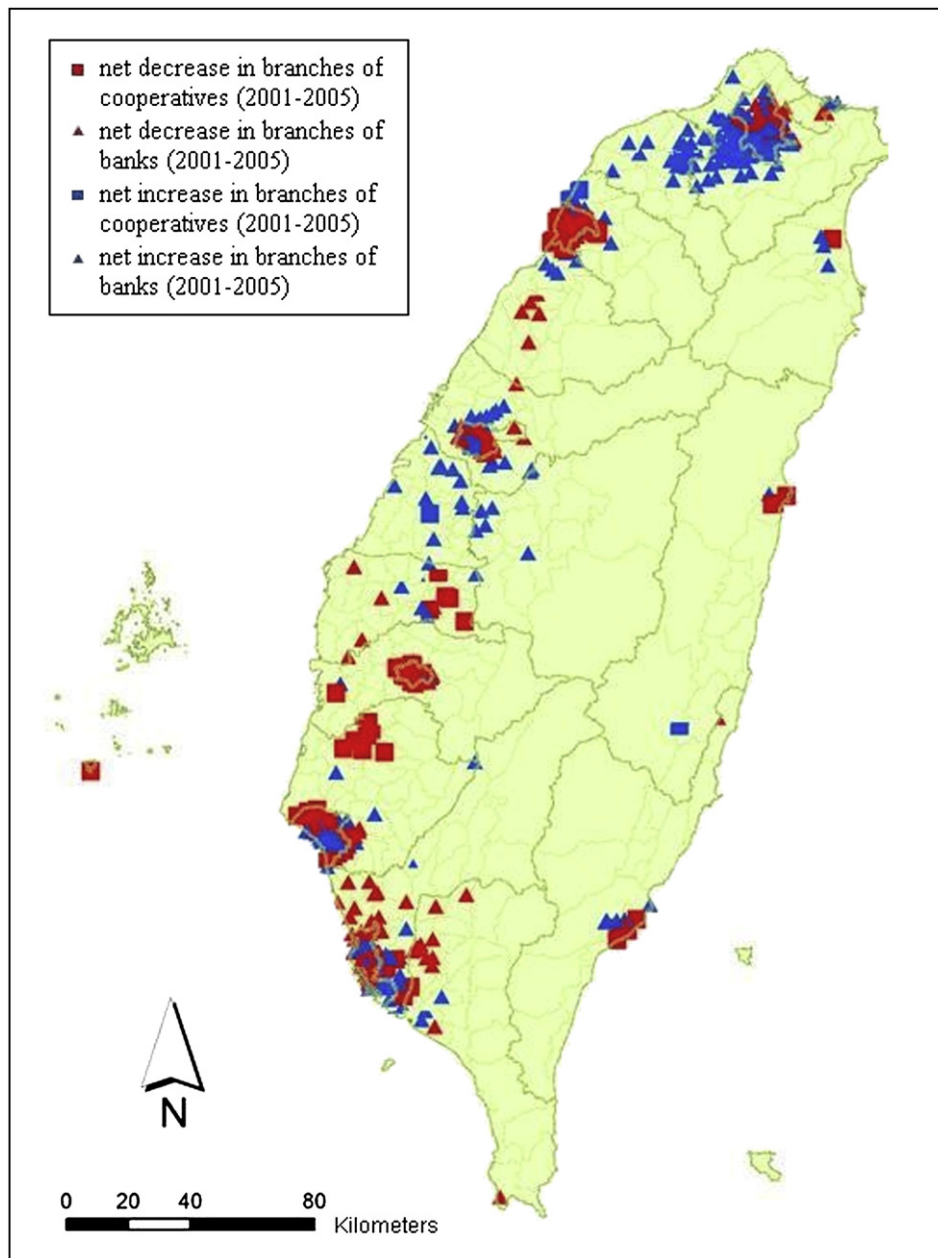 net decrease in branches of
cooperatives (2001-2005)
net decrease in branches of
banks (2001-2005)
net increase in branches of
cooperatives (2001-2005)
net increase in branches of
banks (2001-2005)
N
0 20 40 80
Kilometers